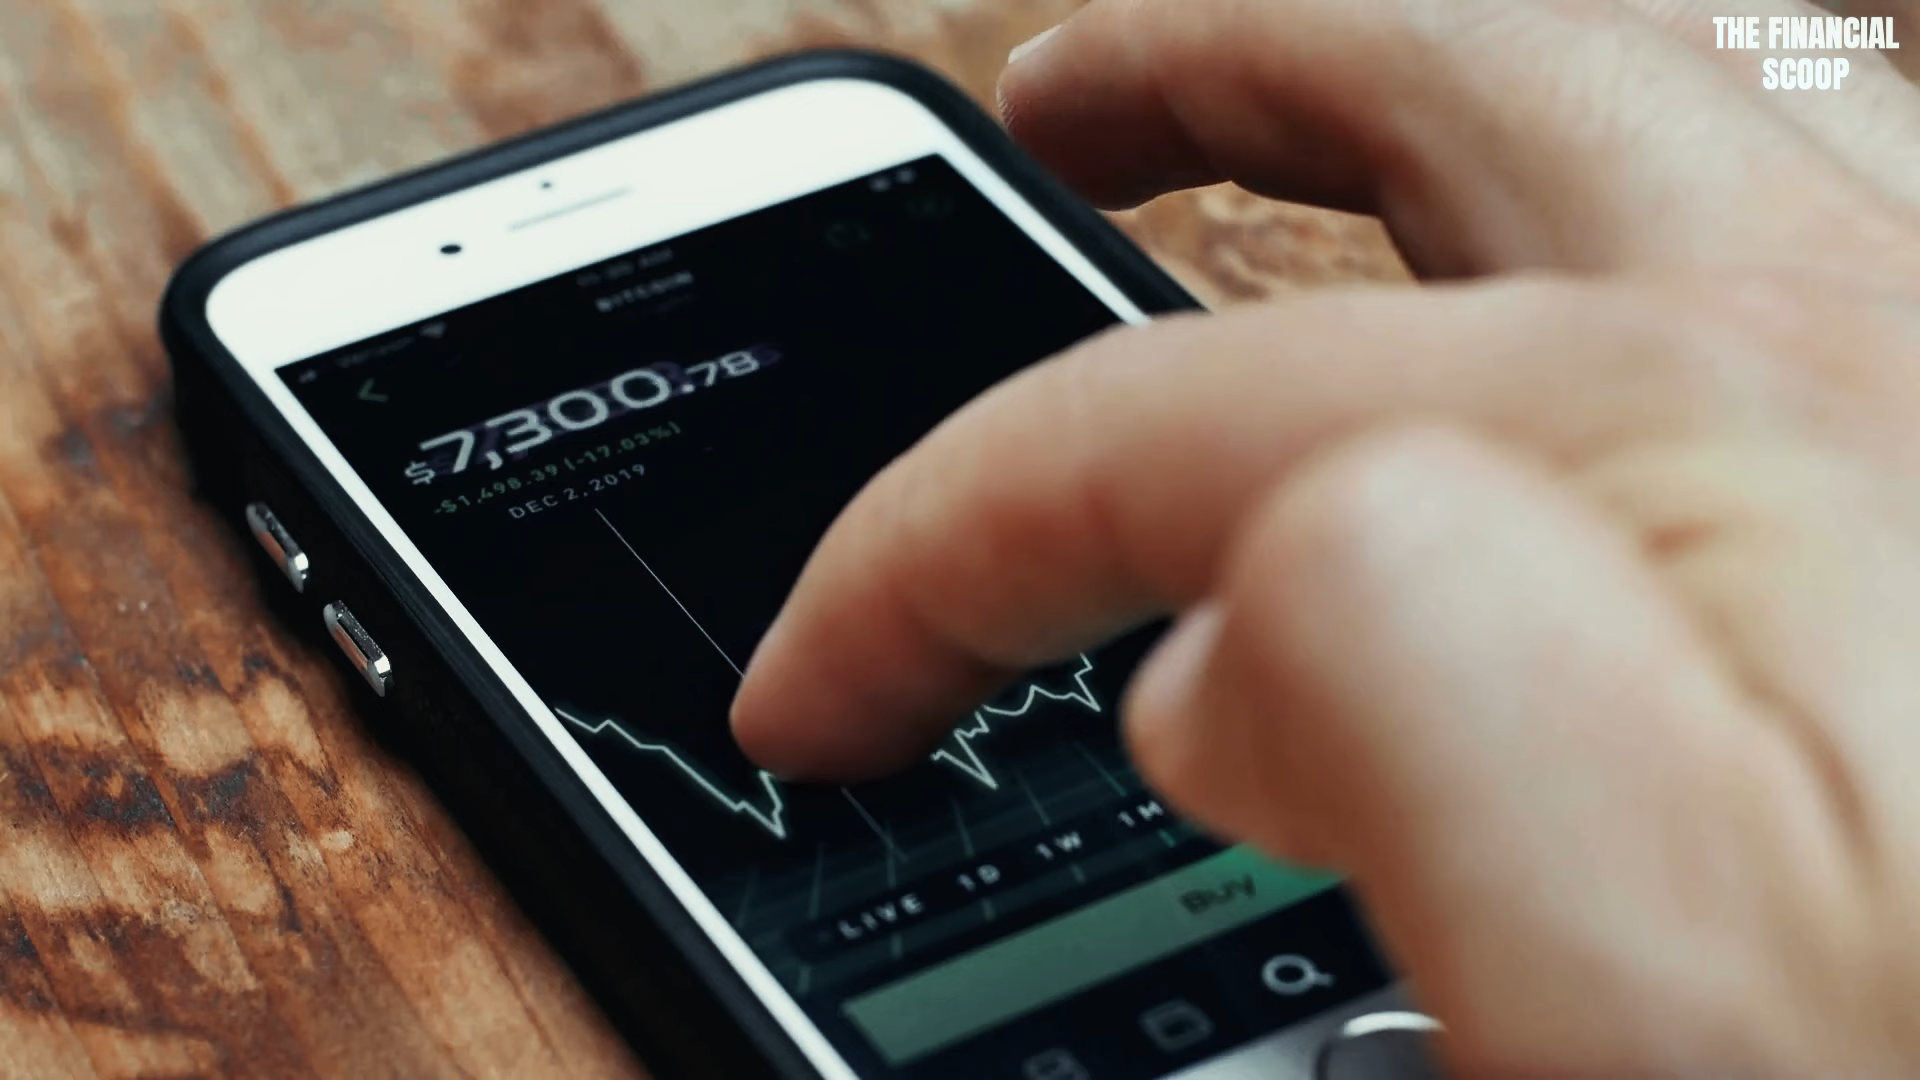 THE FINANCIAL
SCOOP
BITCOIN
$7,300.78
-$1,498.39 (-17.03%)
DEC 2, 2019
LIVE 1D 1W 1M
Buy